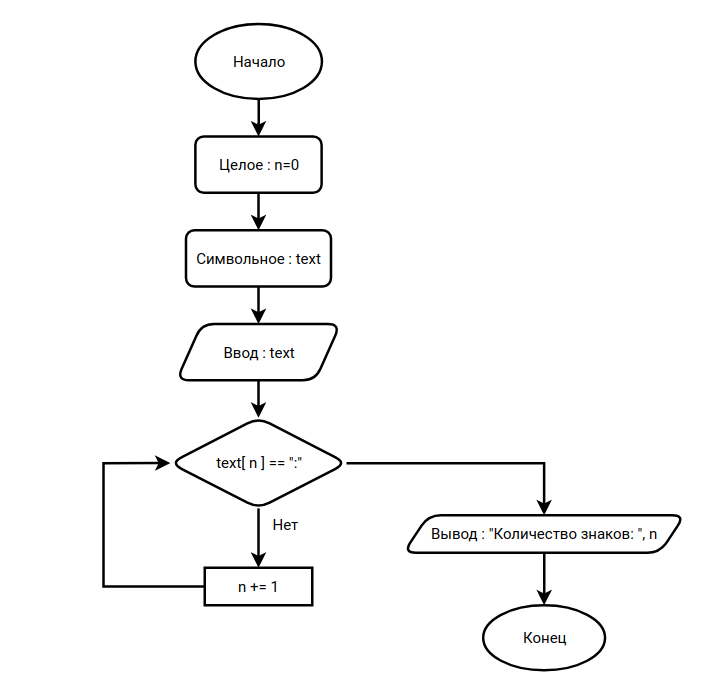 Начало
Целое : n=0
Символьное : text
Ввод : text
text[ n ] == ":"
Нет
n += 1
Вывод : "Количество знаков: ", n
Конец